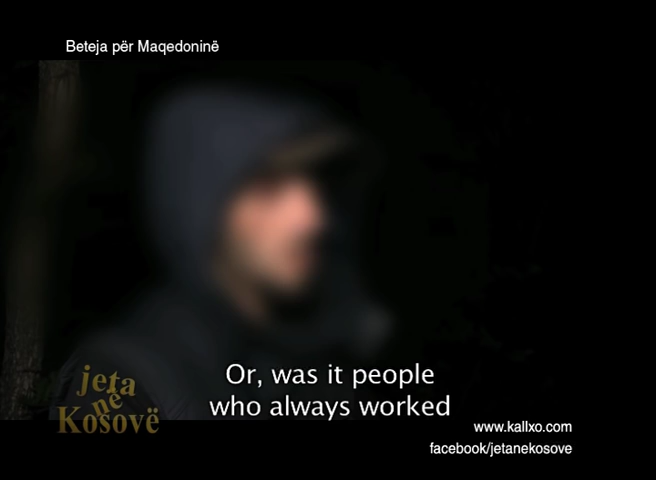 Beteja për Maqedoninë
Or, was it people
who always worked
jeta
në
Kosovë
www.kallxo.com
facebook/jetanekosove